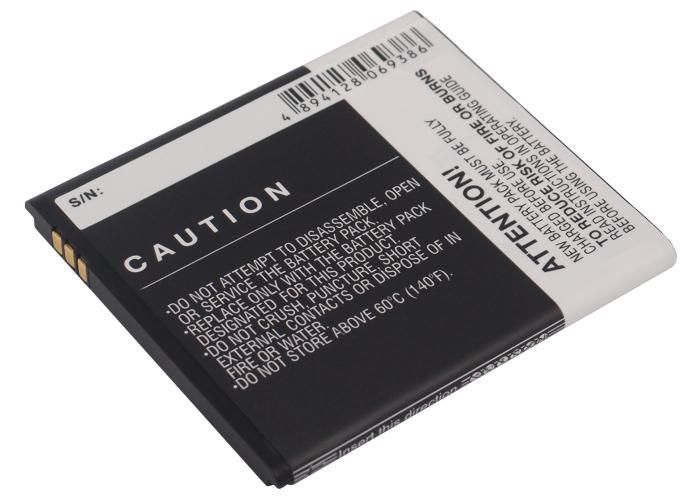 S/N:
4 894128 069386
CAUTION
•DO NOT ATTEMPT TO DISASSEMBLE, OPEN
OR SERVICE THE BATTERY PACK.
•REPLACE ONLY WITH THE BATTERY PACK
DESIGNATED FOR THIS PRODUCT.
•DO NOT CRUSH, PUNCTURE, SHORT
EXTERNAL CONTACTS OR DISPOSE OF IN
FIRE OR WATER.
•DO NOT STORE ABOVE 60°C (140°F).
ATTENTION!
NEW BATTERY PACK MUST BE FULLY
CHARGED BEFORE USE.
TO REDUCE RISK OF FIRE OR BURNS
READ INSTRUCTIONS IN OPERATING GUIDE
BEFORE USING THE BATTERY.
Insert this direction